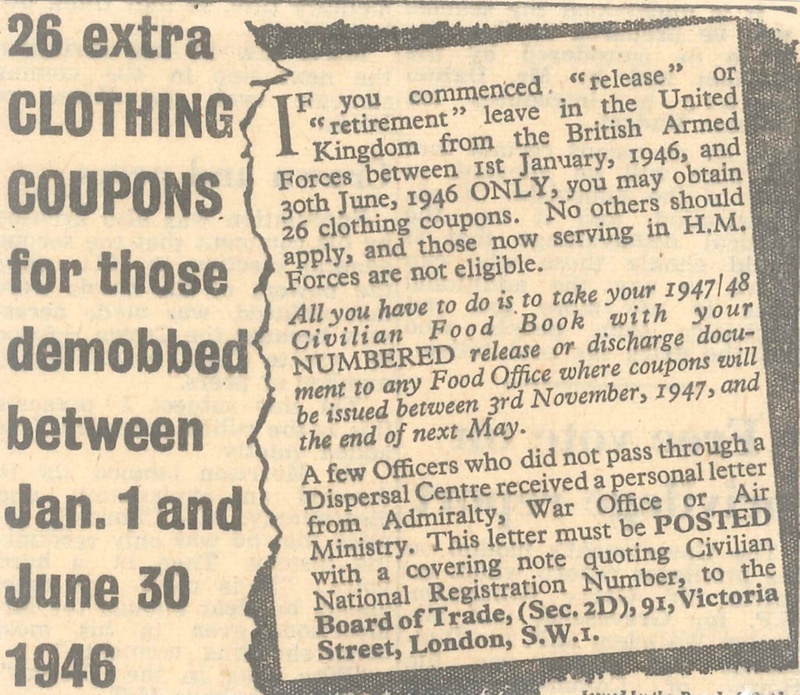 26 extra
CLOTHING
COUPONS
for those
demobbed
between
Jan. 1 and
June 30
1946
IF you commenced "release" or
"retirement" leave in the United
Kingdom from the British Armed
Forces between 1st January, 1946, and
30th June, 1946 ONLY, you may obtain
26 clothing coupons. No others should
apply, and those now serving in H.M.
Forces are not eligible.
All you have to do is to take your 1947/48
Civilian Food Book with your
NUMBERED release or discharge docu-
ment to any Food Office where coupons will
be issued between 3rd November, 1947, and
the end of next May.
A few Officers who did not pass through a
Dispersal Centre received a personal letter
from Admiralty, War Office or Air
Ministry. This letter must be POSTED
with a covering note quoting Civilian
National Registration Number, to the
Board of Trade, (Sec. 2D), 91, Victoria
Street, London, S.W.1.